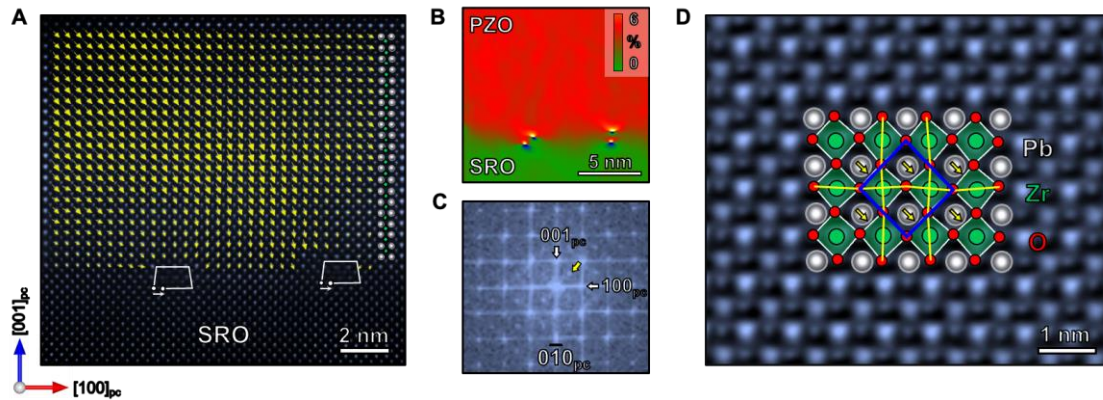 A
SRO
2 nm
[001]pc
[100]pc
B
PZO
6
%
0
SRO
5 nm
C
001pc
100pc
010pc
D
Pb
Zr
O
1 nm